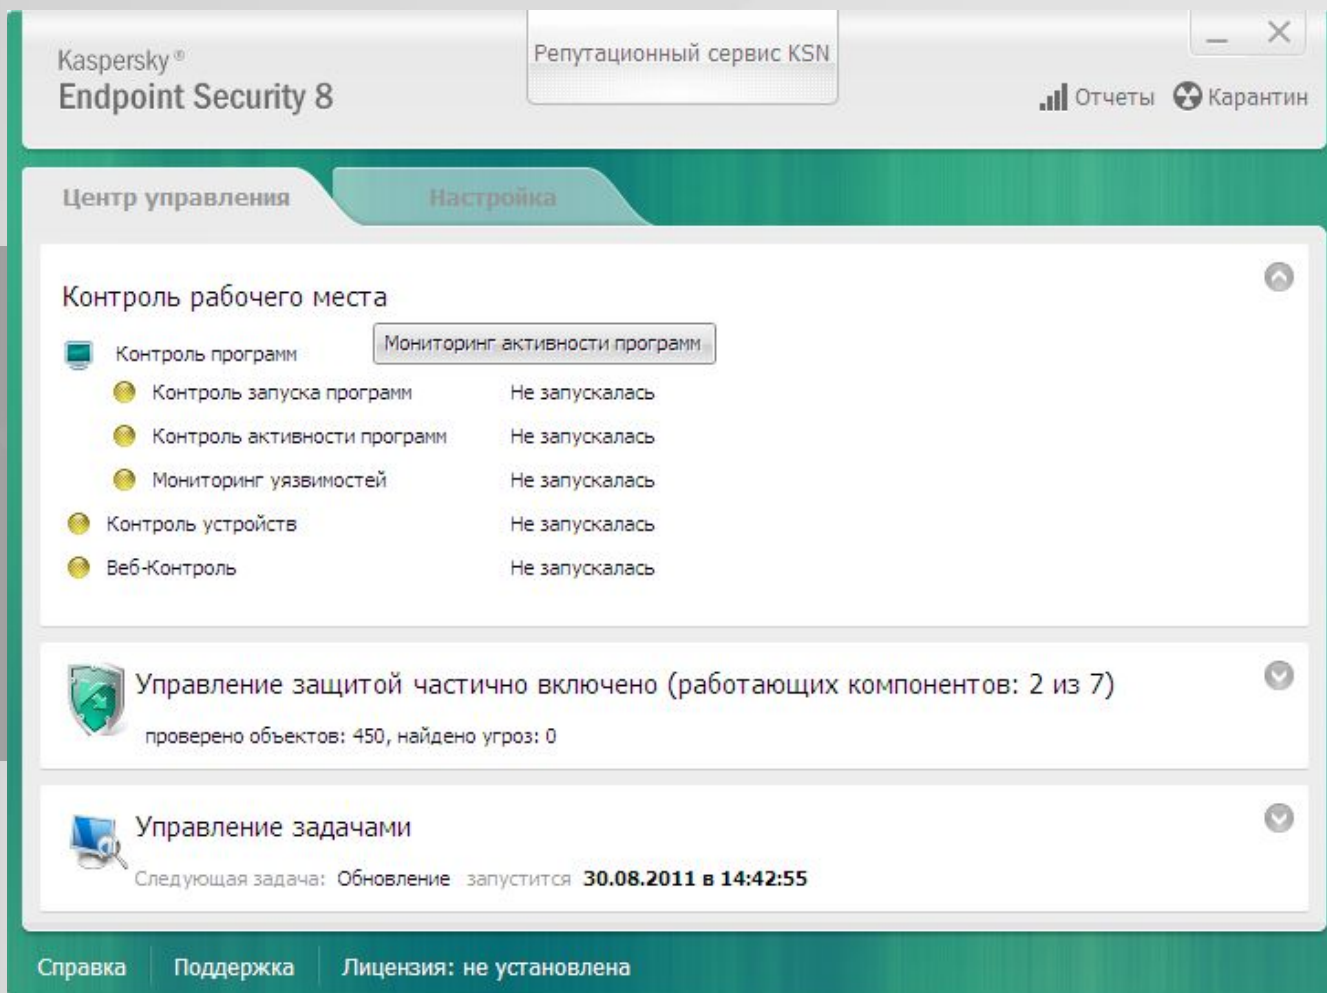 Репутационный сервис KSN
Kaspersky®
Endpoint Security 8
Отчеты Карантин
Центр управления Настройка
Контроль рабочего места
Контроль программ Мониторинг активности программ
Контроль запуска программ Не запускалась
Контроль активности программ Не запускалась
Мониторинг уязвимостей Не запускалась
Контроль устройств Не запускалась
Веб-Контроль Не запускалась
Управление защитой частично включено (работающих компонентов: 2 из 7)
проверено объектов: 450, найдено угроз: 0
Управление задачами
Следующая задача: Обновление запустится 30.08.2011 в 14:42:55
Справка Поддержка Лицензия: не установлена